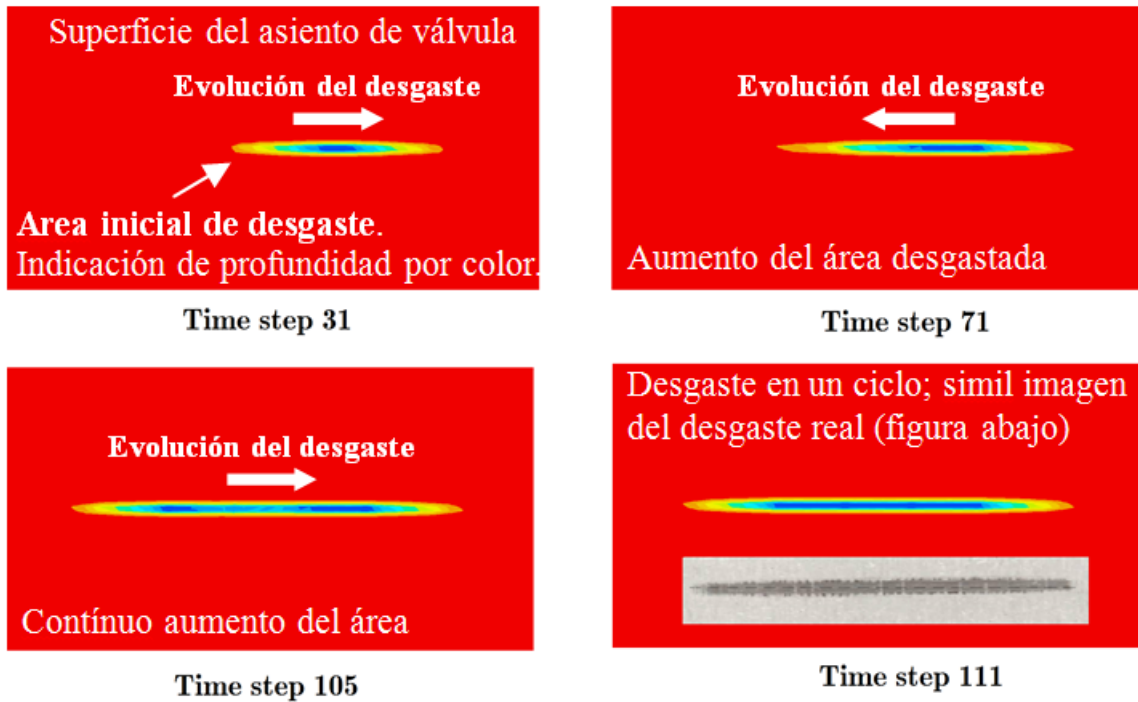 Superficie del asiento de válvula
Evolución del desgaste
Area inicial de desgaste.
Indicación de profundidad por color.
Time step 31
Evolución del desgaste
Aumento del área desgastada
Time step 71
Evolución del desgaste
Contínuo aumento del área
Time step 105
Desgaste en un ciclo; simil imagen
del desgaste real (figura abajo)
Time step 111